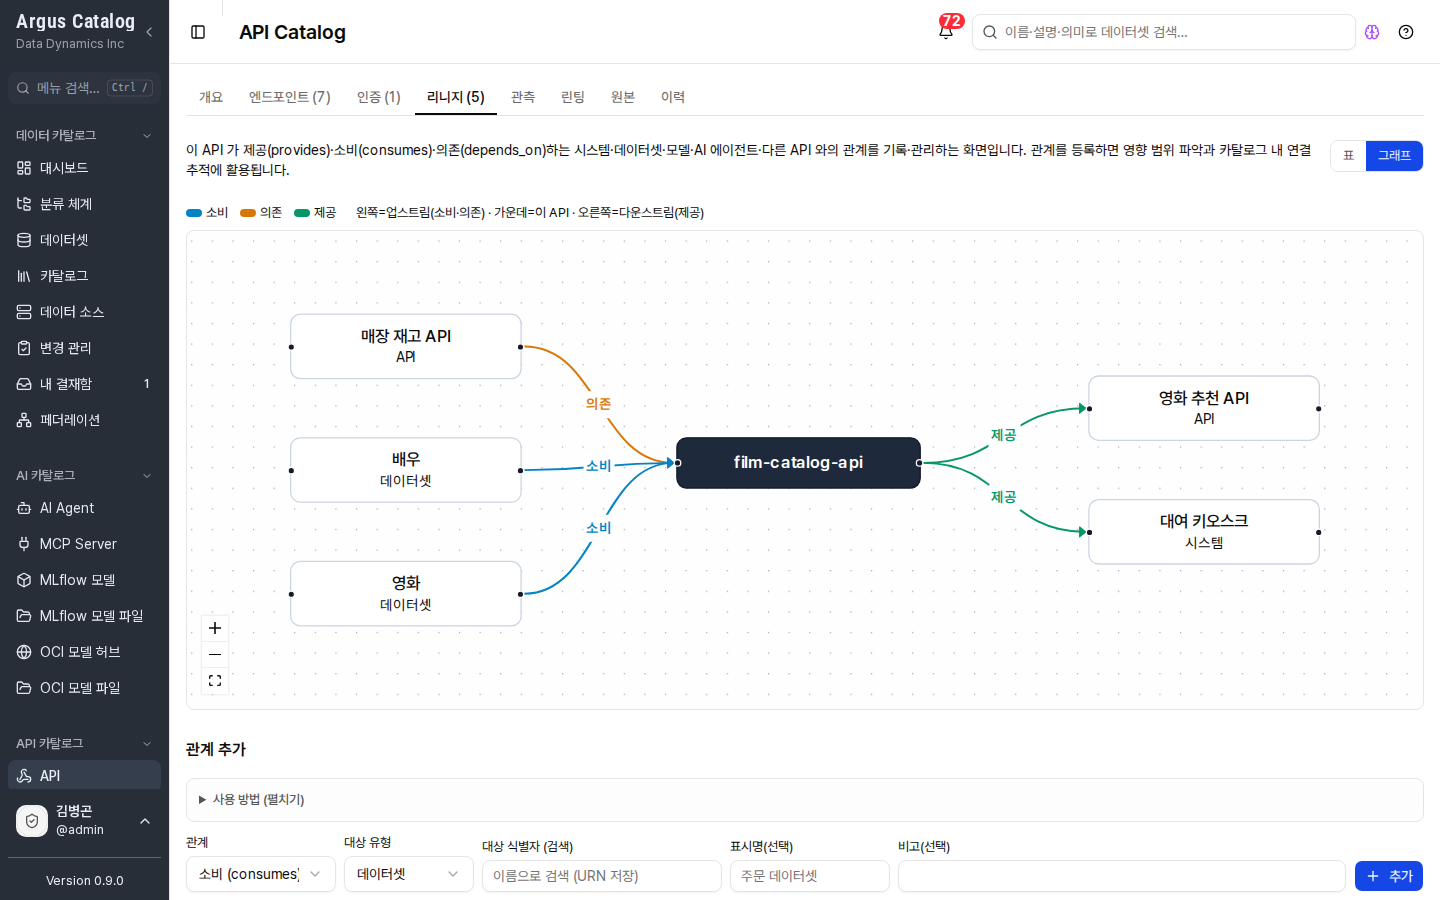 Argus Catalog
Data Dynamics Inc
메뉴 검색... Ctrl /
데이터 카탈로그
대시보드
분류 체계
데이터셋
카탈로그
데이터 소스
변경 관리
내 결재함 1
페더레이션
AI 카탈로그
AI Agent
MCP Server
MLflow 모델
MLflow 모델 파일
OCI 모델 허브
OCI 모델 파일
API 카탈로그
API
김병곤
@admin
Version 0.9.0
API Catalog
72
이름·설명·의미로 데이터셋 검색...
개요 엔드포인트 (7) 인증 (1) 리니지 (5) 관측 린팅 원본 이력
이 API 가 제공(provides)·소비(consumes)·의존(depends_on)하는 시스템·데이터셋·모델·AI 에이전트·다른 API 와의 관계를 기록·관리하는 화면입니다. 관계를 등록하면 영향 범위 파악과 카탈로그 내 연결
추적에 활용됩니다.
표 그래프
소비 의존 제공 왼쪽=업스트림(소비·의존) · 가운데=이 API · 오른쪽=다운스트림(제공)
매장 재고 API
API
의존
배우
데이터셋
소비
영화
데이터셋
소비
film-catalog-api
제공
영화 추천 API
API
제공
대여 키오스크
시스템
관계 추가
▶ 사용 방법 (펼치기)
관계 대상 유형 대상 식별자 (검색) 표시명(선택) 비고(선택)
소비 (consumes) 데이터셋 이름으로 검색 (URN 저장) 주문 데이터셋 + 추가